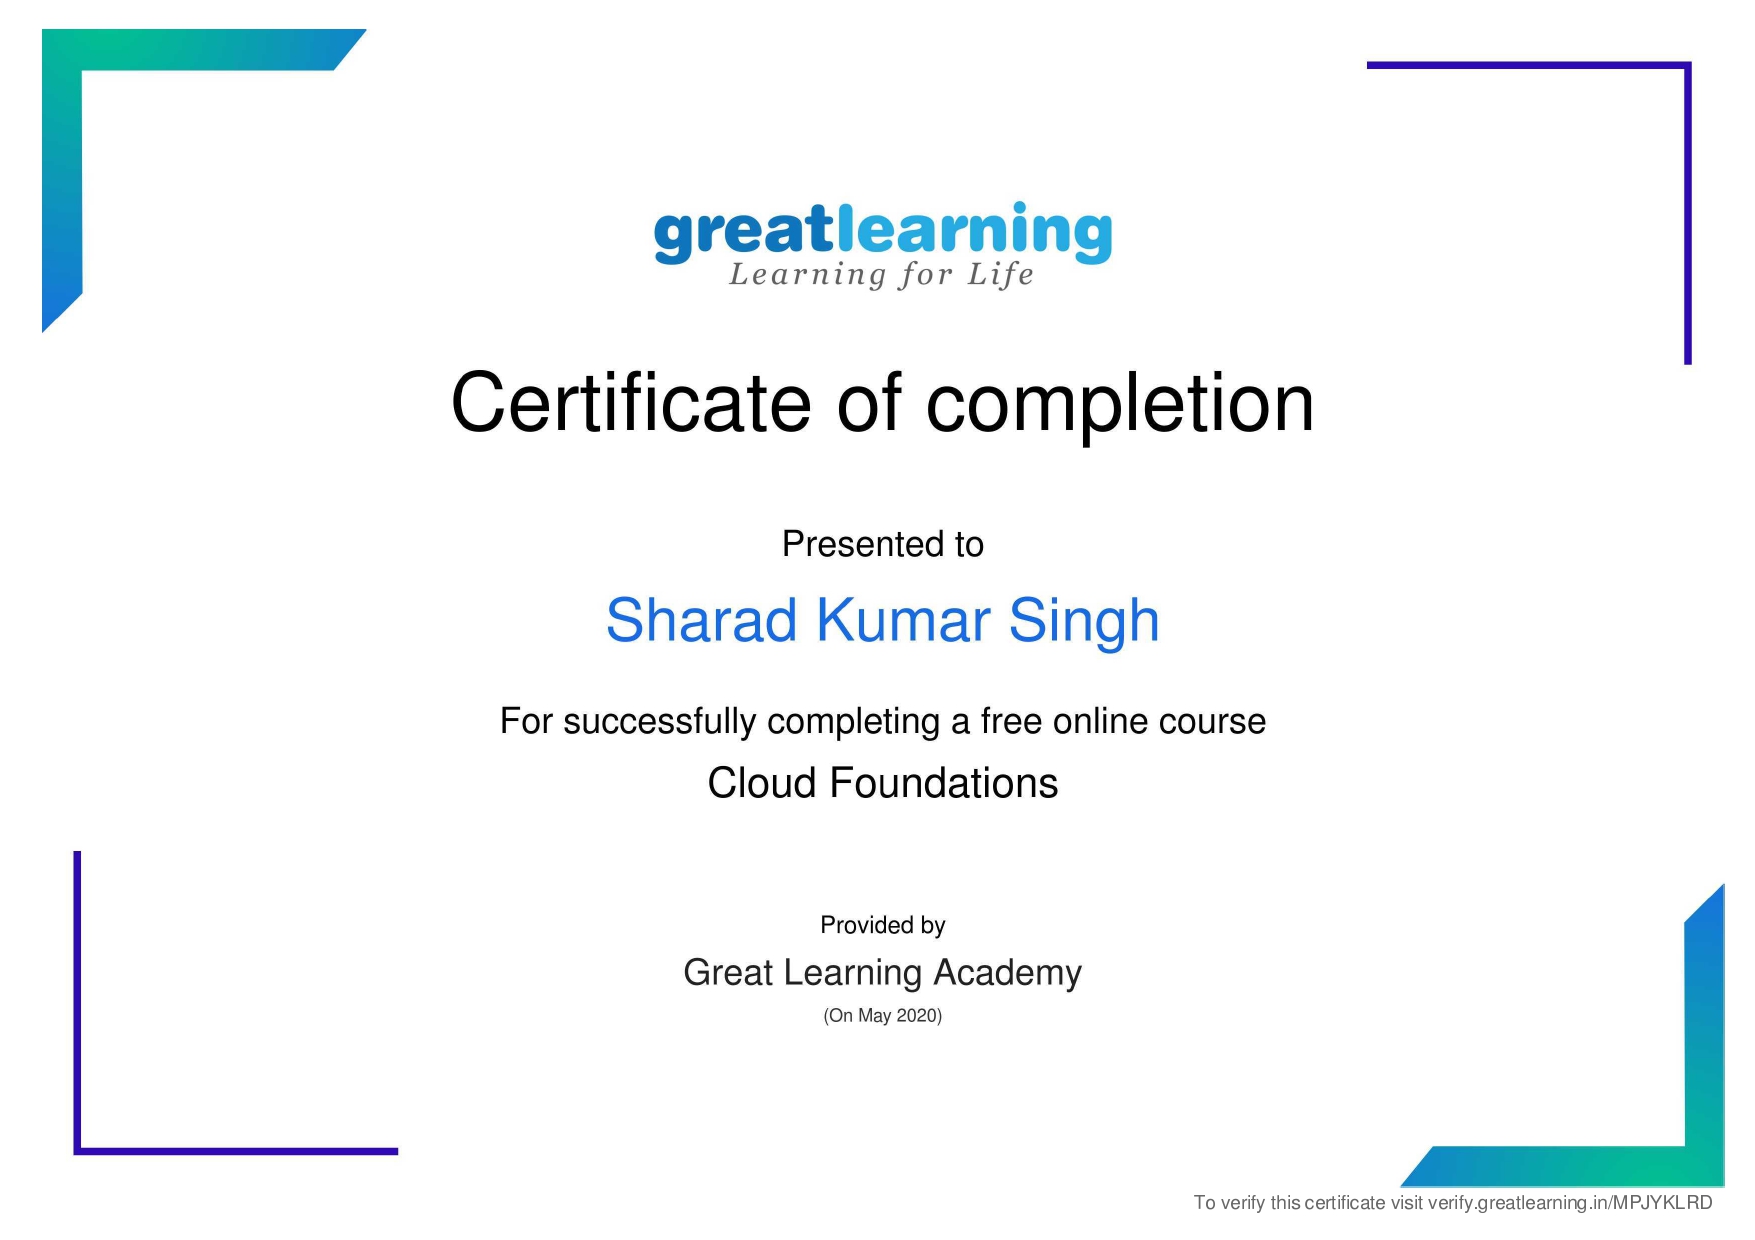 greatlearning
Learning for Life
Certificate of completion
Presented to
Sharad Kumar Singh
For successfully completing a free online course
Cloud Foundations
Provided by
Great Learning Academy
(On May 2020)
To verify this certificate visit verify.greatlearning.in/MPJYKLRD